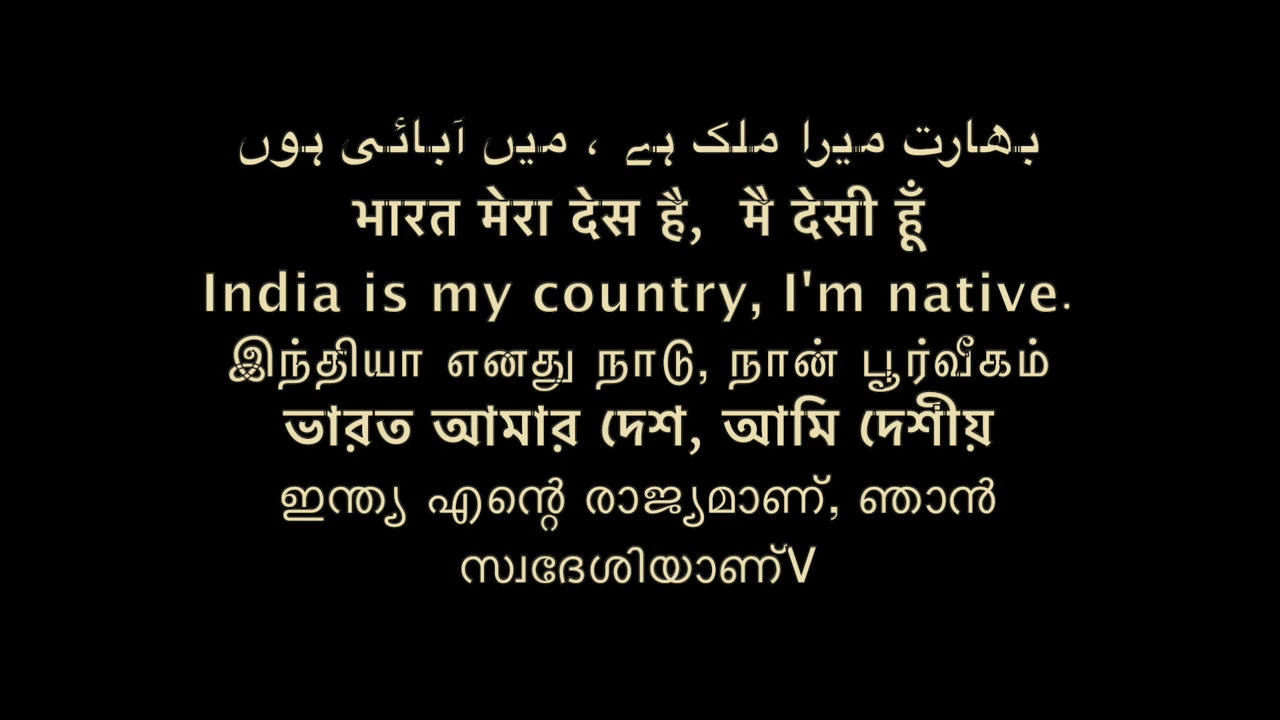 بھارت میرا ملک ہے ، میں آبائی ہوں
भारत मेरा देस है, मै देसी हूँ
India is my country, I'm native.
இந்தியா எனது நாடு, நான் பூர்வீகம்
ভারত আমার দেশ, আমি দেশীয়
ഇന്ത്യ എന്റെ രാജ്യമാണ്, ഞാൻ
സ്വദേശിയാണ്V